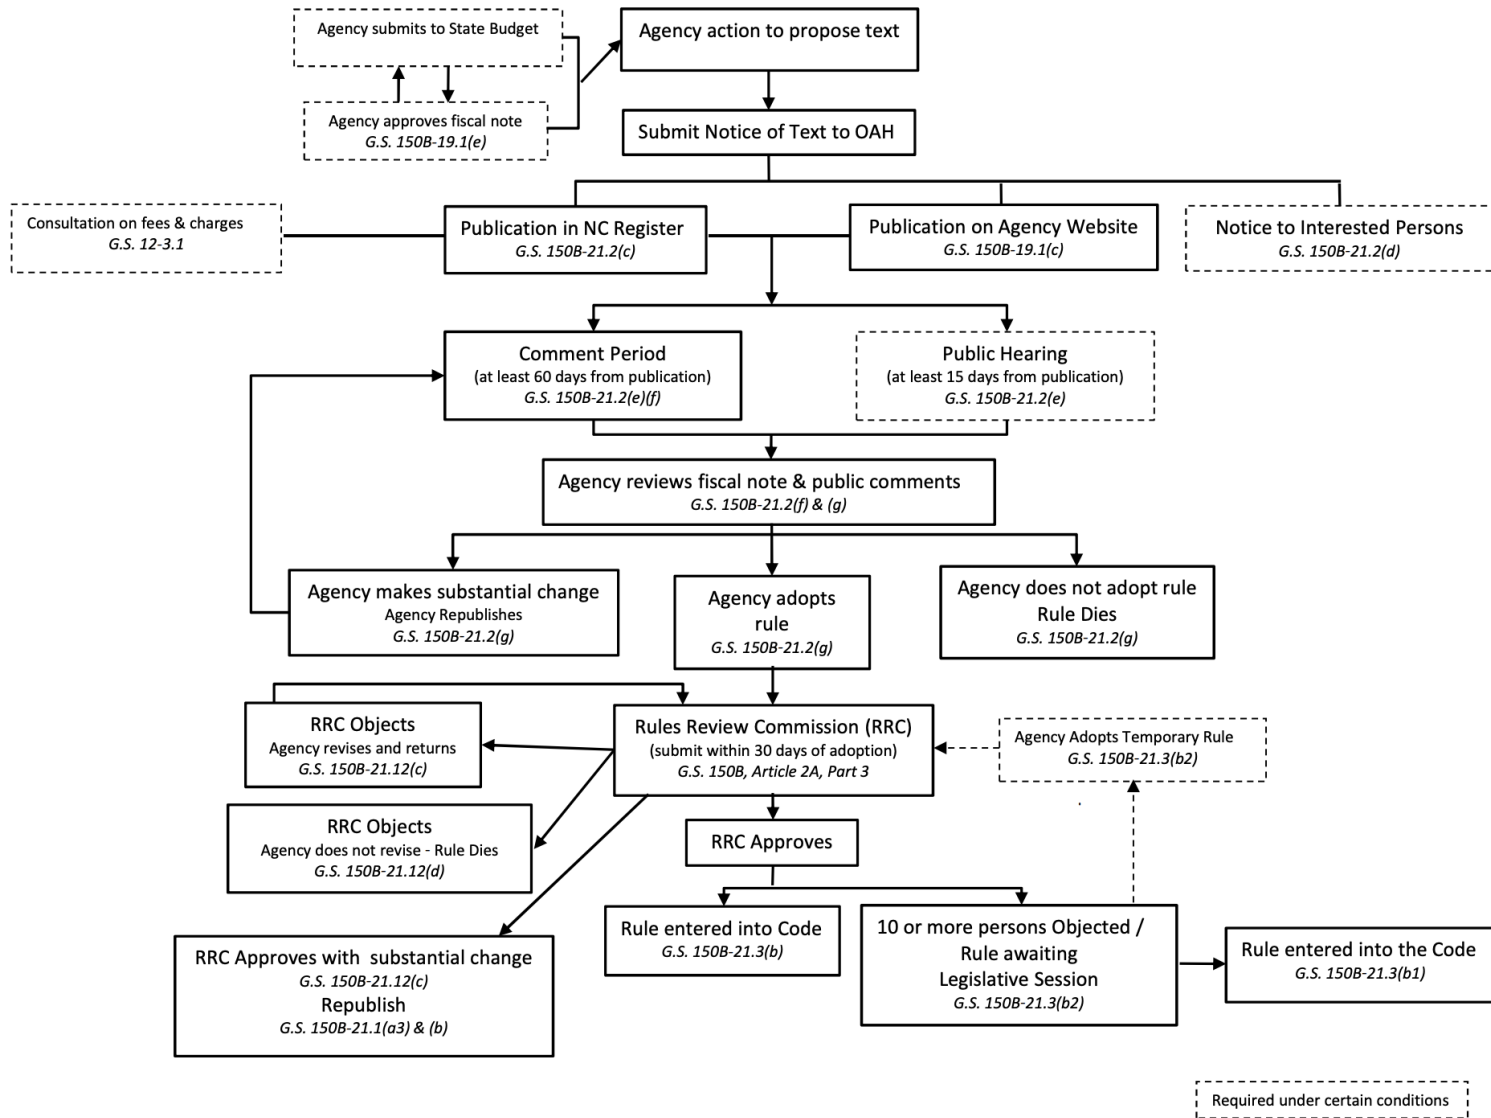 Agency submits to State Budget
Agency action to propose text
Agency approves fiscal note
G.S. 150B-19.1(e)
Submit Notice of Text to OAH
Consultation on fees & charges
G.S. 12-3.1
Publication in NC Register
G.S. 150B-21.2(c)
Publication on Agency Website
G.S. 150B-19.1(c)
Notice to Interested Persons
G.S. 150B-21.2(d)
Comment Period
(at least 60 days from publication)
G.S. 150B-21.2(e)(f)
Public Hearing
(at least 15 days from publication)
G.S. 150B-21.2(e)
Agency reviews fiscal note & public comments
G.S. 150B-21.2(f) & (g)
Agency makes substantial change
Agency Republishes
G.S. 150B-21.2(g)
Agency adopts
rule
G.S. 150B-21.2(g)
Agency does not adopt rule
Rule Dies
G.S. 150B-21.2(g)
RRC Objects
Agency revises and returns
G.S. 150B-21.12(c)
Rules Review Commission (RRC)
(submit within 30 days of adoption)
G.S. 150B, Article 2A, Part 3
Agency Adopts Temporary Rule
G.S. 150B-21.3(b2)
RRC Objects
Agency does not revise - Rule Dies
G.S. 150B-21.12(d)
RRC Approves
RRC Approves with substantial change
G.S. 150B-21.12(c)
Republish
G.S. 150B-21.1(a3) & (b)
Rule entered into Code
G.S. 150B-21.3(b)
10 or more persons Objected /
Rule awaiting
Legislative Session
G.S. 150B-21.3(b2)
Rule entered into the Code
G.S. 150B-21.3(b1)
Required under certain conditions